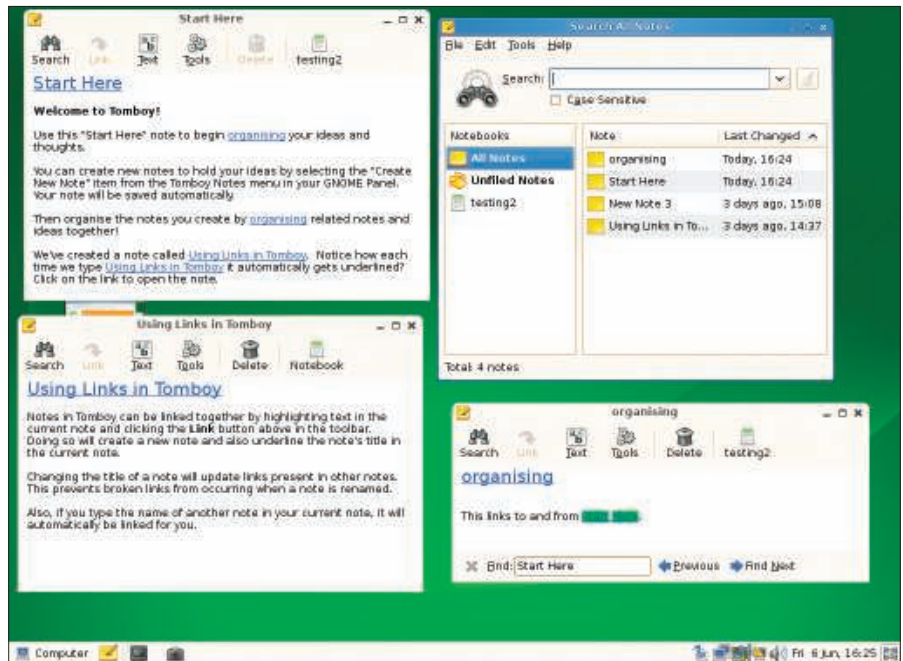 Start Here
Search Link Text Tools Delete testing2
Start Here
Welcome to Tomboy!
Use this "Start Here" note to begin organising your ideas and
thoughts.
You can create new notes to hold your ideas by selecting the "Create
New Note" item from the Tomboy Notes menu in your GNOME Panel.
Your note will be saved automatically.
Then organise the notes you create by organising related notes and
ideas together!
We've created a note called Using Links in Tomboy. Notice how each
time we type Using Links in Tomboy it automatically gets underlined?
Click on the link to open the note.
Search All Notes
File Edit Tools Help
Search:
Case Sensitive
Notebooks
All Notes
Unfiled Notes
testing2
Note Last Changed
organising Today, 16:24
Start Here Today, 16:24
New Note 3 3 days ago, 15:08
Using Links in To... 3 days ago, 14:37
Total: 4 notes
Using Links in Tomboy
Search Link Text Tools Delete Notebook
Using Links in Tomboy
Notes in Tomboy can be linked together by highlighting text in the
current note and clicking the Link button above in the toolbar.
Doing so will create a new note and also underline the note's title in
the current note.
Changing the title of a note will update links present in other notes.
This prevents broken links from occurring when a note is renamed.
Also, if you type the name of another note in your current note, it will
automatically be linked for you.
organising
Search Link Text Tools Delete testing2
organising
This links to and from
Find: Start Here Previous Find Next
Computer
Fri 6 Jun, 16:25